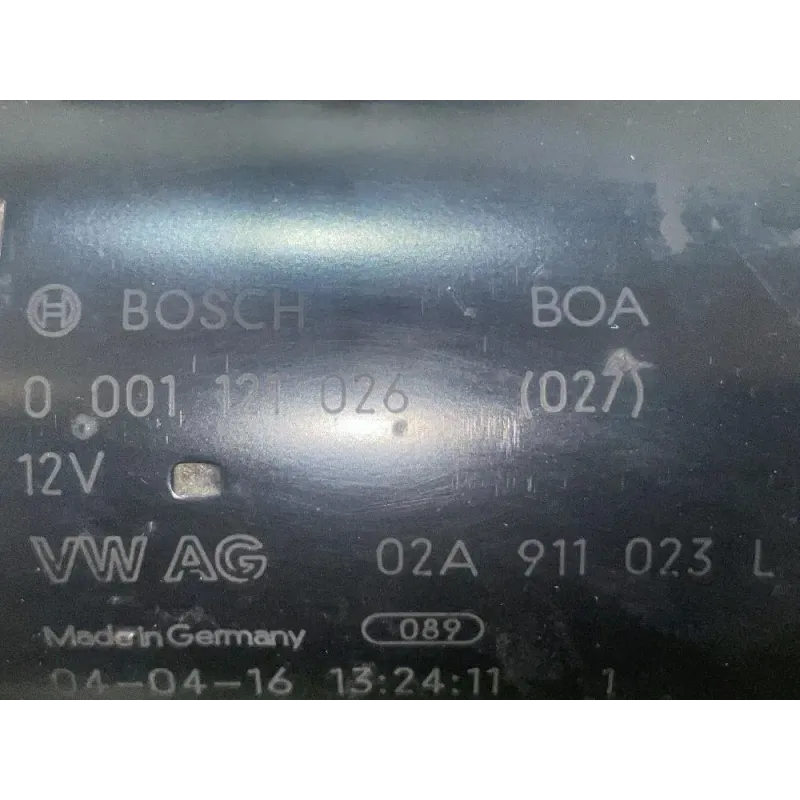 BOSCH BOA
0 001 121 026 (027)
12V
VW AG 02A 911 023 L
Made in Germany 089
04-04-16 13:24:11 1